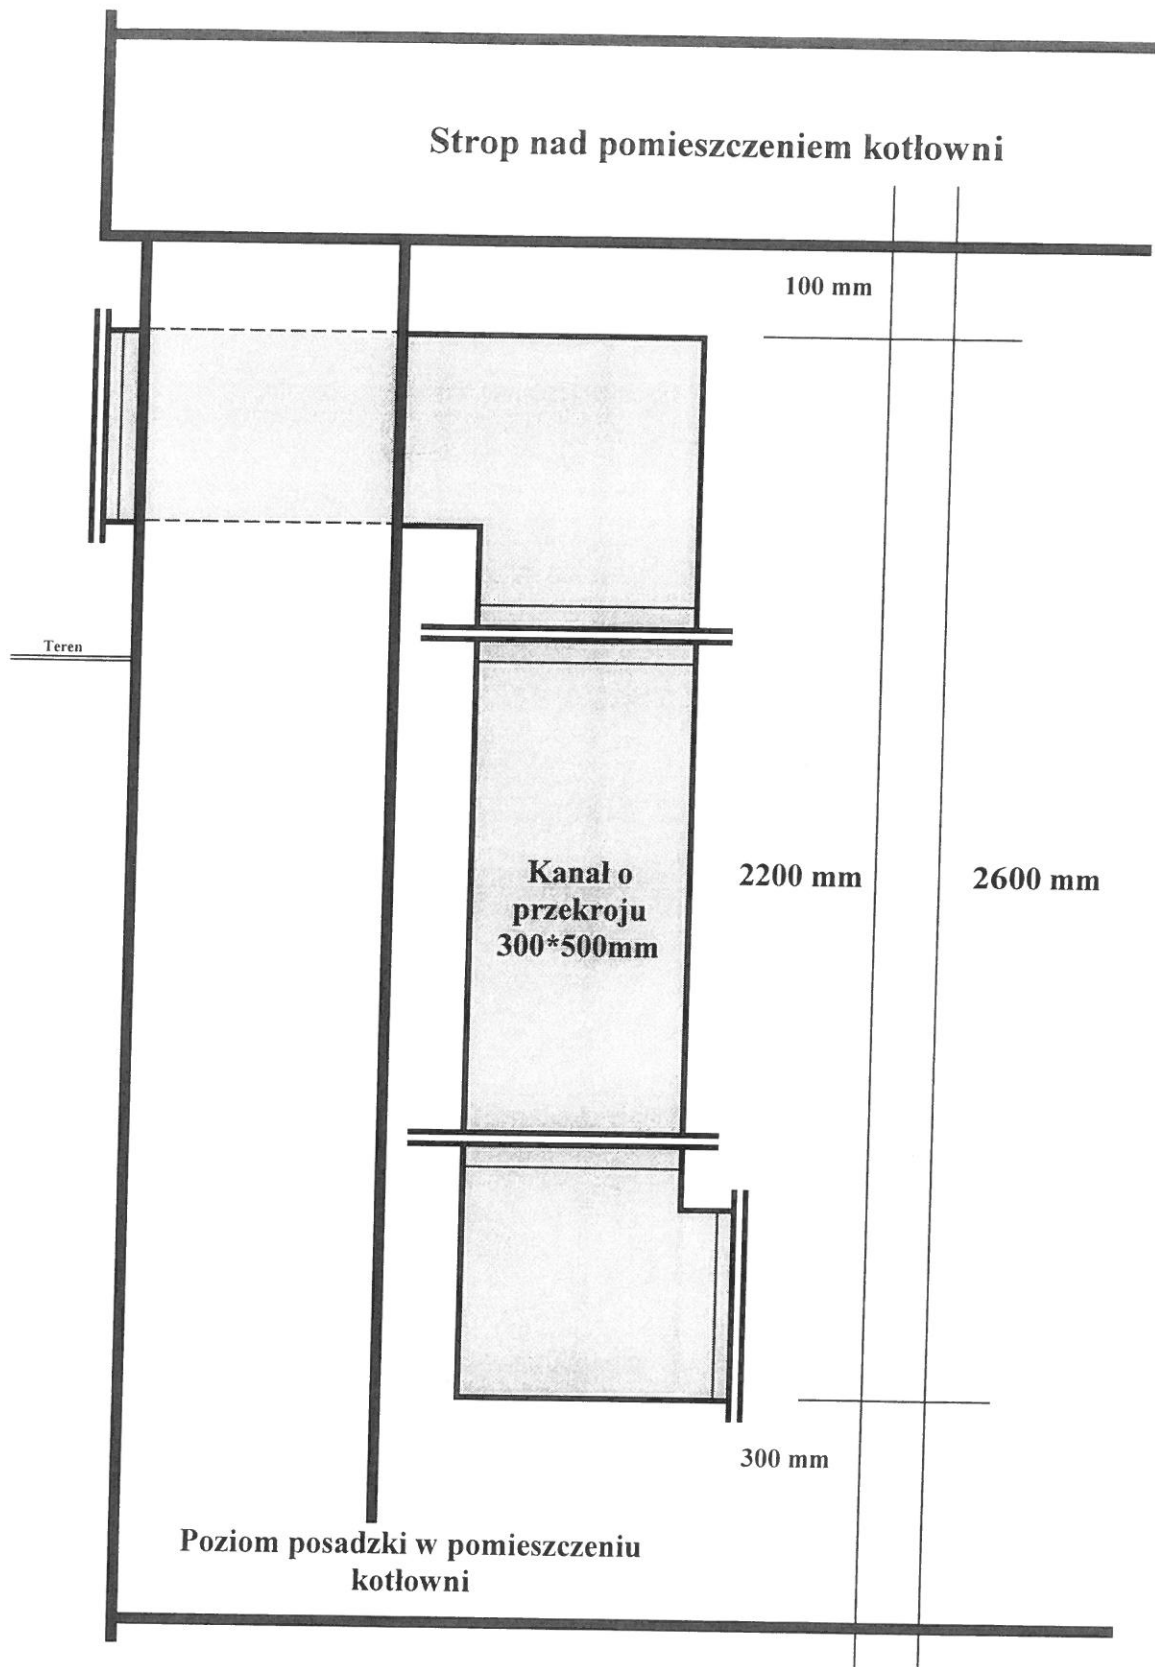 Strop nad pomieszczeniem kotłowni
100 mm
Teren
Kanał o
przekroju
300*500mm
2200 mm
2600 mm
300 mm
Poziom posadzki w pomieszczeniu
kotłowni